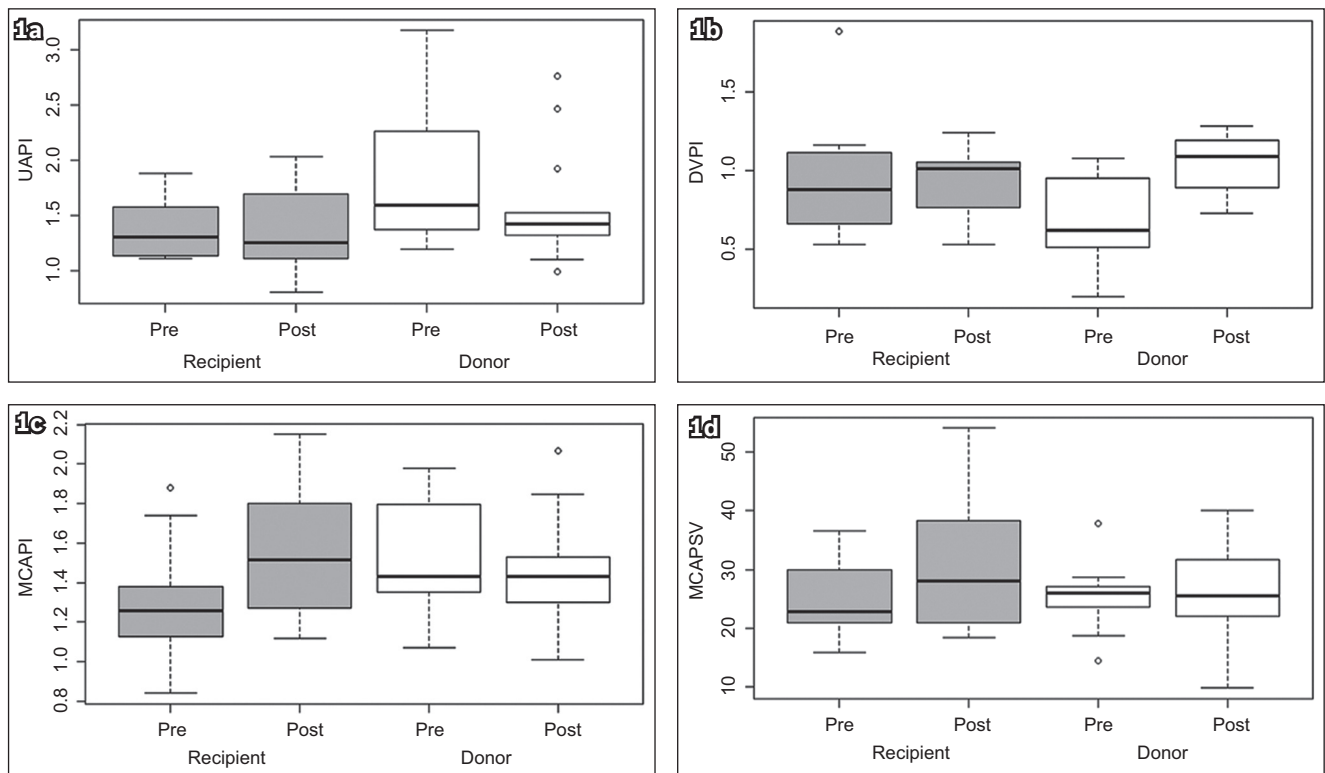 1a
UAPI
3.0
2.5
2.0
1.5
1.0
Pre Post Pre Post
Recipient Donor
1b
DVPI
1.5
1.0
0.5
Pre Post Pre Post
Recipient Donor
1c
MCAPI
2.2
2.0
1.8
1.6
1.4
1.2
1.0
0.8
Pre Post Pre Post
Recipient Donor
1d
MCAPSV
50
40
30
20
10
Pre Post Pre Post
Recipient Donor